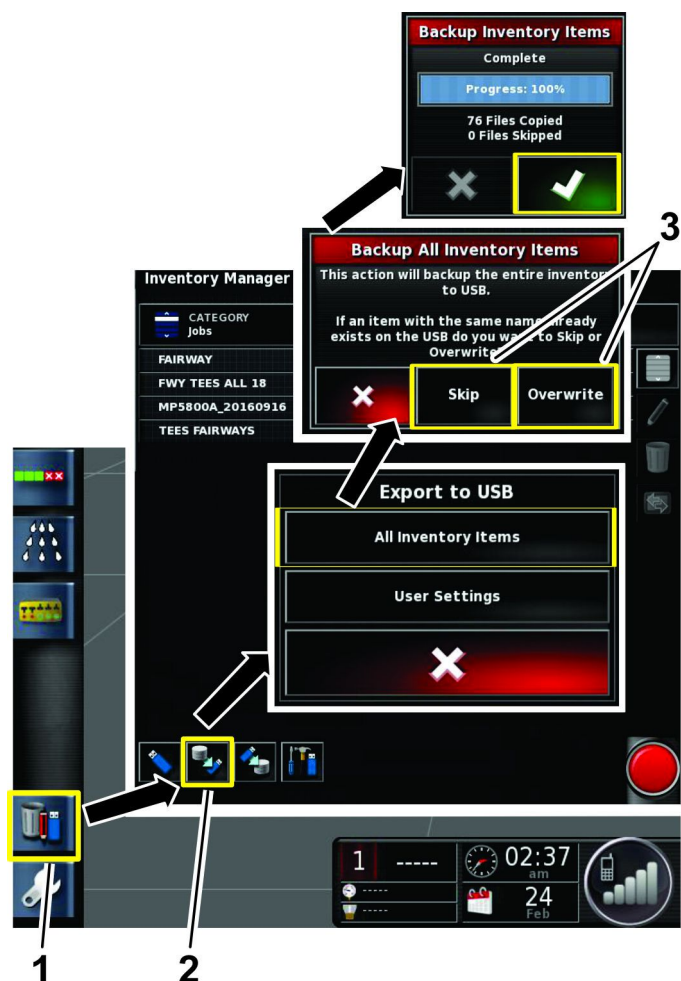 Backup Inventory Items
Complete
Progress: 100%
76 Files Copied
0 Files Skipped
3
Backup All Inventory Items
This action will backup the entire inventory
to USB.
If an item with the same name already
exists on the USB do you want to Skip or
Overwrite?
Skip
Overwrite
Inventory Manager
CATEGORY
Jobs
FAIRWAY
FWY TEES ALL 18
MP5800A_20160916
TEES FAIRWAYS
Export to USB
All Inventory Items
User Settings
1
-----
02:37
am
-----
-----
24
Feb
1
2